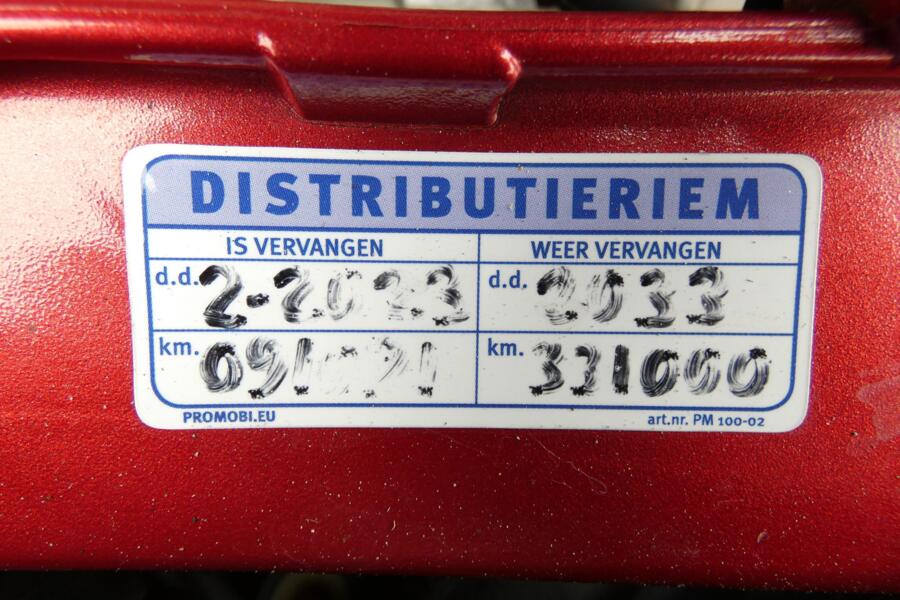 DISTRIBUTIERIEM
IS VERVANGEN
WEER VERVANGEN
d.d. 2-2023
d.d. 2033
km.
km. 331000
PROMOBI.EU
art.nr. PM 100-02